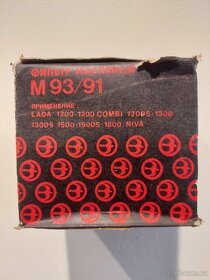 ФИЛЬТР МАСЛЯНЫЙ
М 93/91
ПРИМЕНЕНИЕ
LADA 1200-1200 COMBI 1200S-1300
1300S 1500-1500S 1600 NIVA